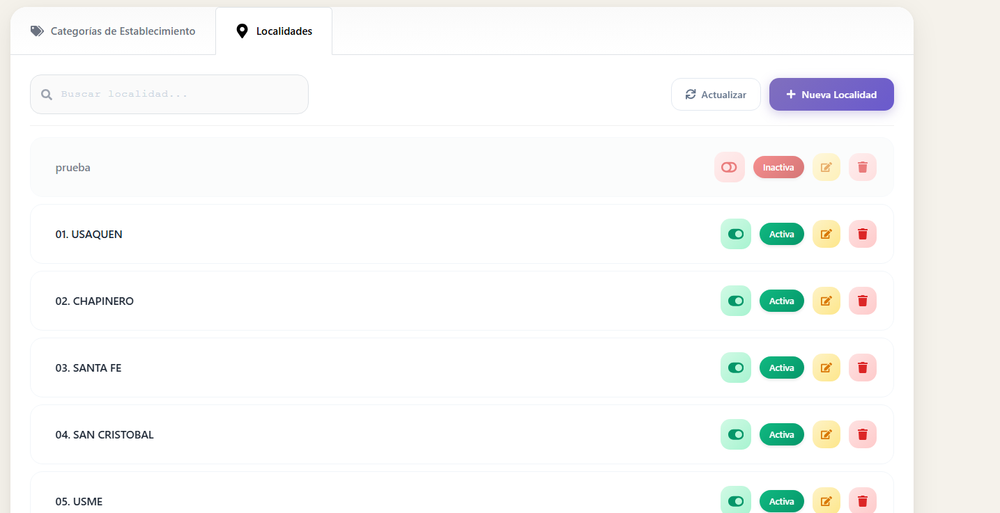 Categorías de Establecimiento
Localidades
Buscar localidad...
Actualizar
Nueva Localidad
prueba
Inactiva
01. USAQUEN
Activa
02. CHAPINERO
Activa
03. SANTA FE
Activa
04. SAN CRISTOBAL
Activa
05. USME
Activa